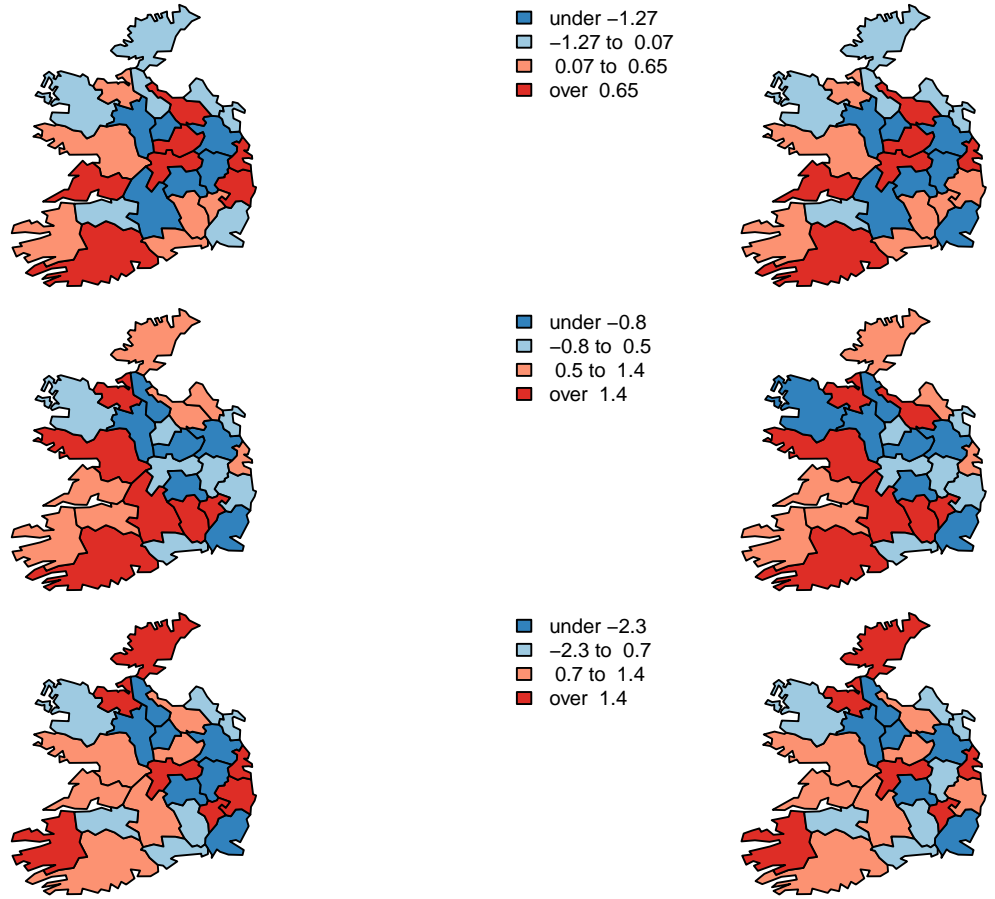 under −1.27
−1.27 to 0.07
0.07 to 0.65
over 0.65
under −0.8
−0.8 to 0.5
0.5 to 1.4
over 1.4
under −2.3
−2.3 to 0.7
0.7 to 1.4
over 1.4